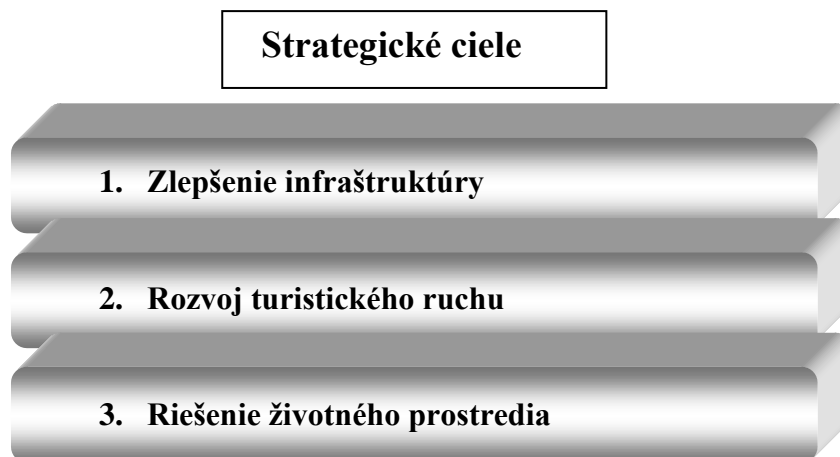 Strategické ciele
1. Zlepšenie infraštruktúry
2. Rozvoj turistického ruchu
3. Riešenie životného prostredia